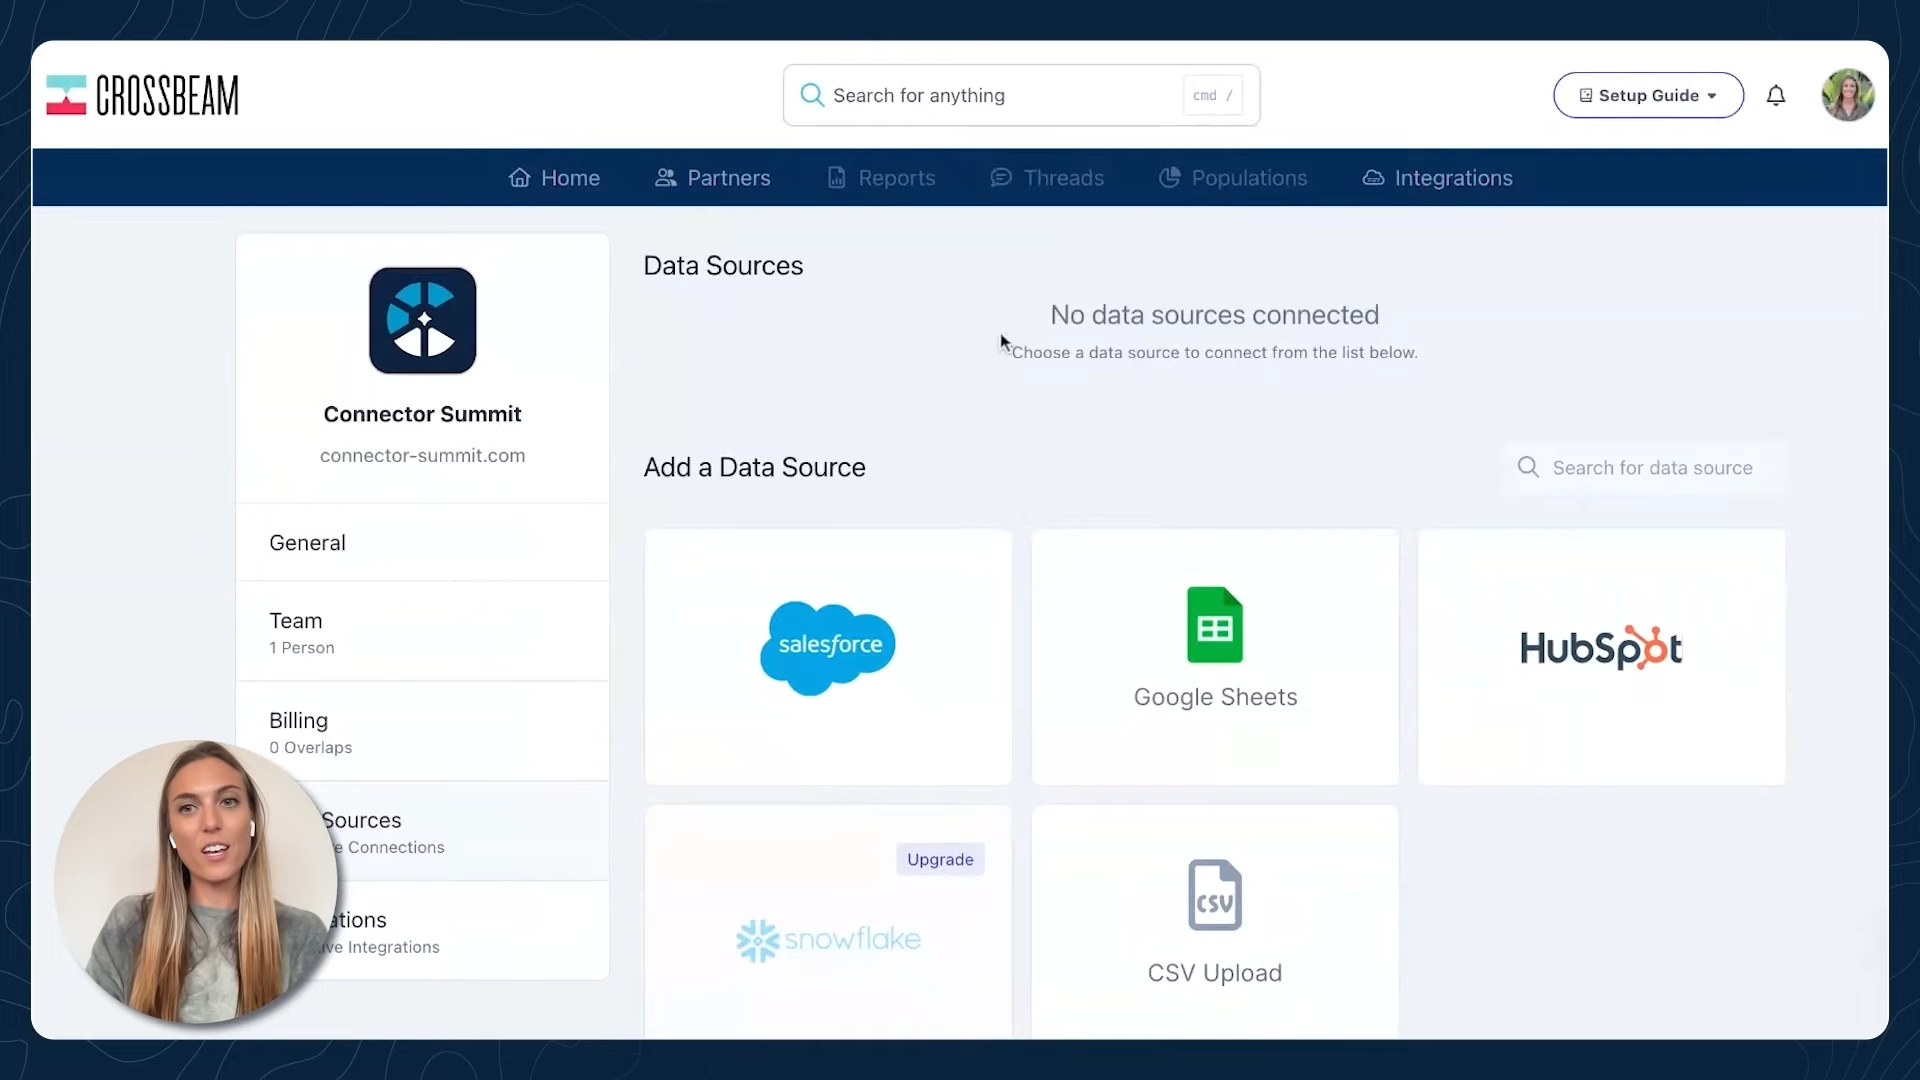 CROSSBEAM
Search for anything
cmd /
Setup Guide
Home
Partners
Reports
Threads
Populations
Integrations
Connector Summit
connector-summit.com
General
Team
1 Person
Billing
0 Overlaps
Sources
e Connections
ations
ive Integrations
Data Sources
No data sources connected
Choose a data source to connect from the list below.
Add a Data Source
Search for data source
salesforce
Google Sheets
HubSpot
Upgrade
snowflake
CSV
CSV Upload